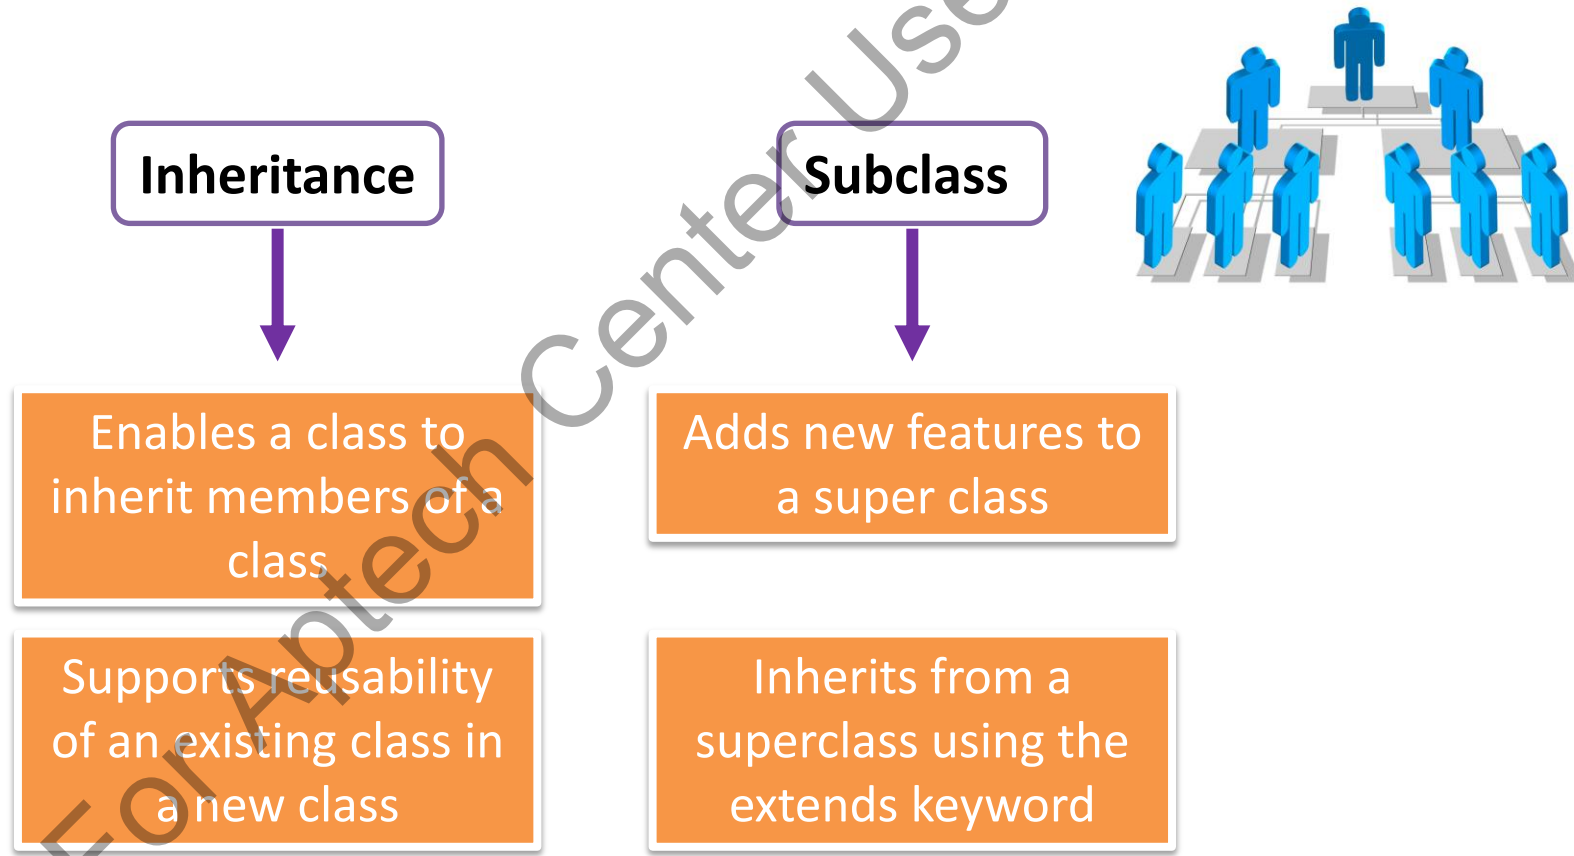 Inheritance
Enables a class to
inherit members of a
class
Supports reusability
of an existing class in
a new class
Subclass
Adds new features to
a super class
Inherits from a
superclass using the
extends keyword
For Aptech Center Use